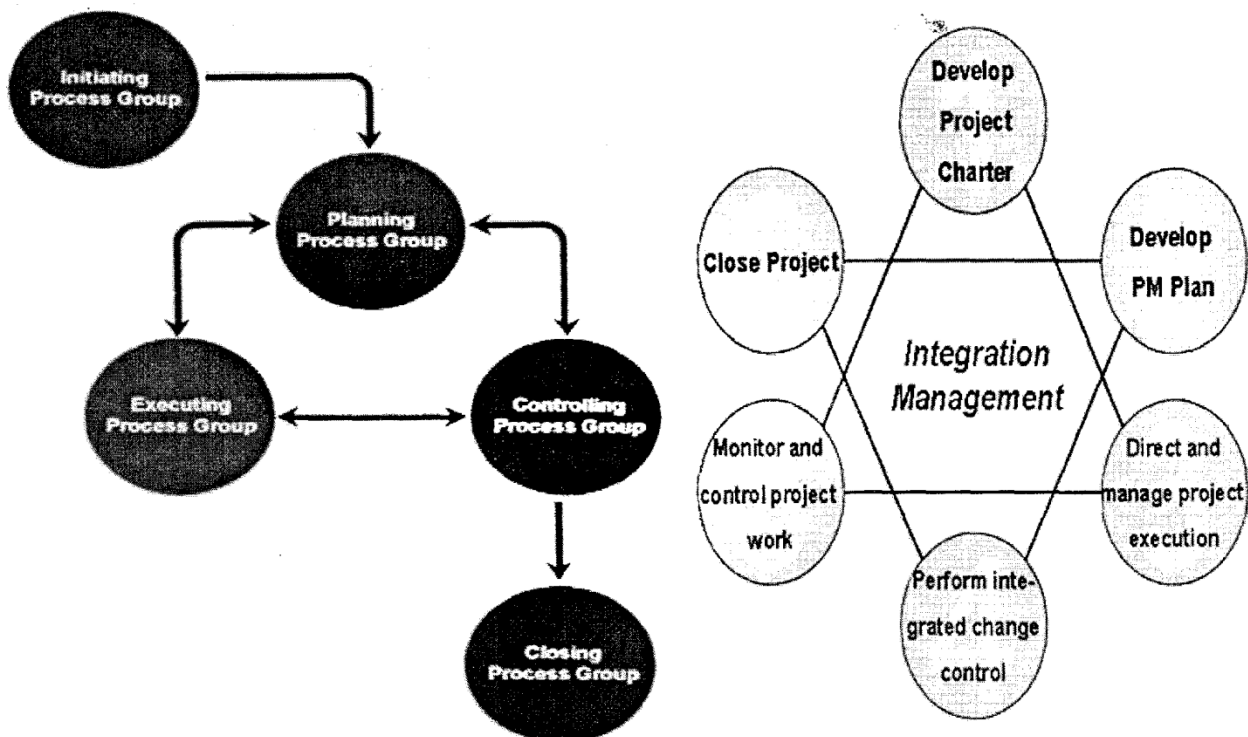 Initiating
Process Group
Planning
Process Group
Executing
Process Group
Controlling
Process Group
Closing
Process Group
Develop
Project
Charter
Close Project
Develop
PM Plan
Integration
Management
Monitor and
control project
work
Direct and
manage project
execution
Perform inte-
grated change
control